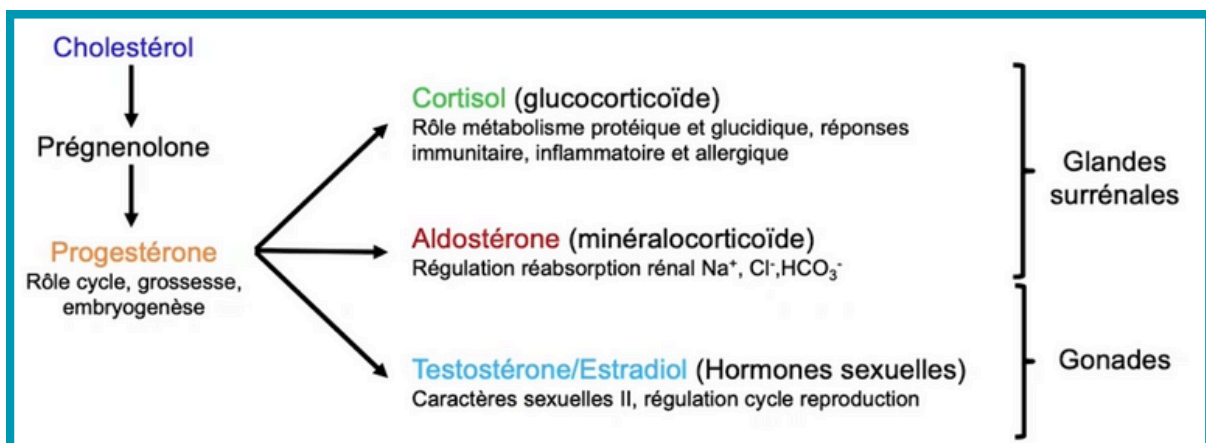 Cholestérol
Prégnenolone
Progestérone
Rôle cycle, grossesse,
embryogenèse
Cortisol (glucocorticoïde)
Rôle métabolisme protéique et glucidique, réponses
immunitaire, inflammatoire et allergique
Aldostérone (minéralocorticoïde)
Régulation réabsorption rénal Na⁺, Cl⁻,HCO₃⁻
Testostérone/Estradiol (Hormones sexuelles)
Caractères sexuelles II, régulation cycle reproduction
Glandes
surrénales
Gonades